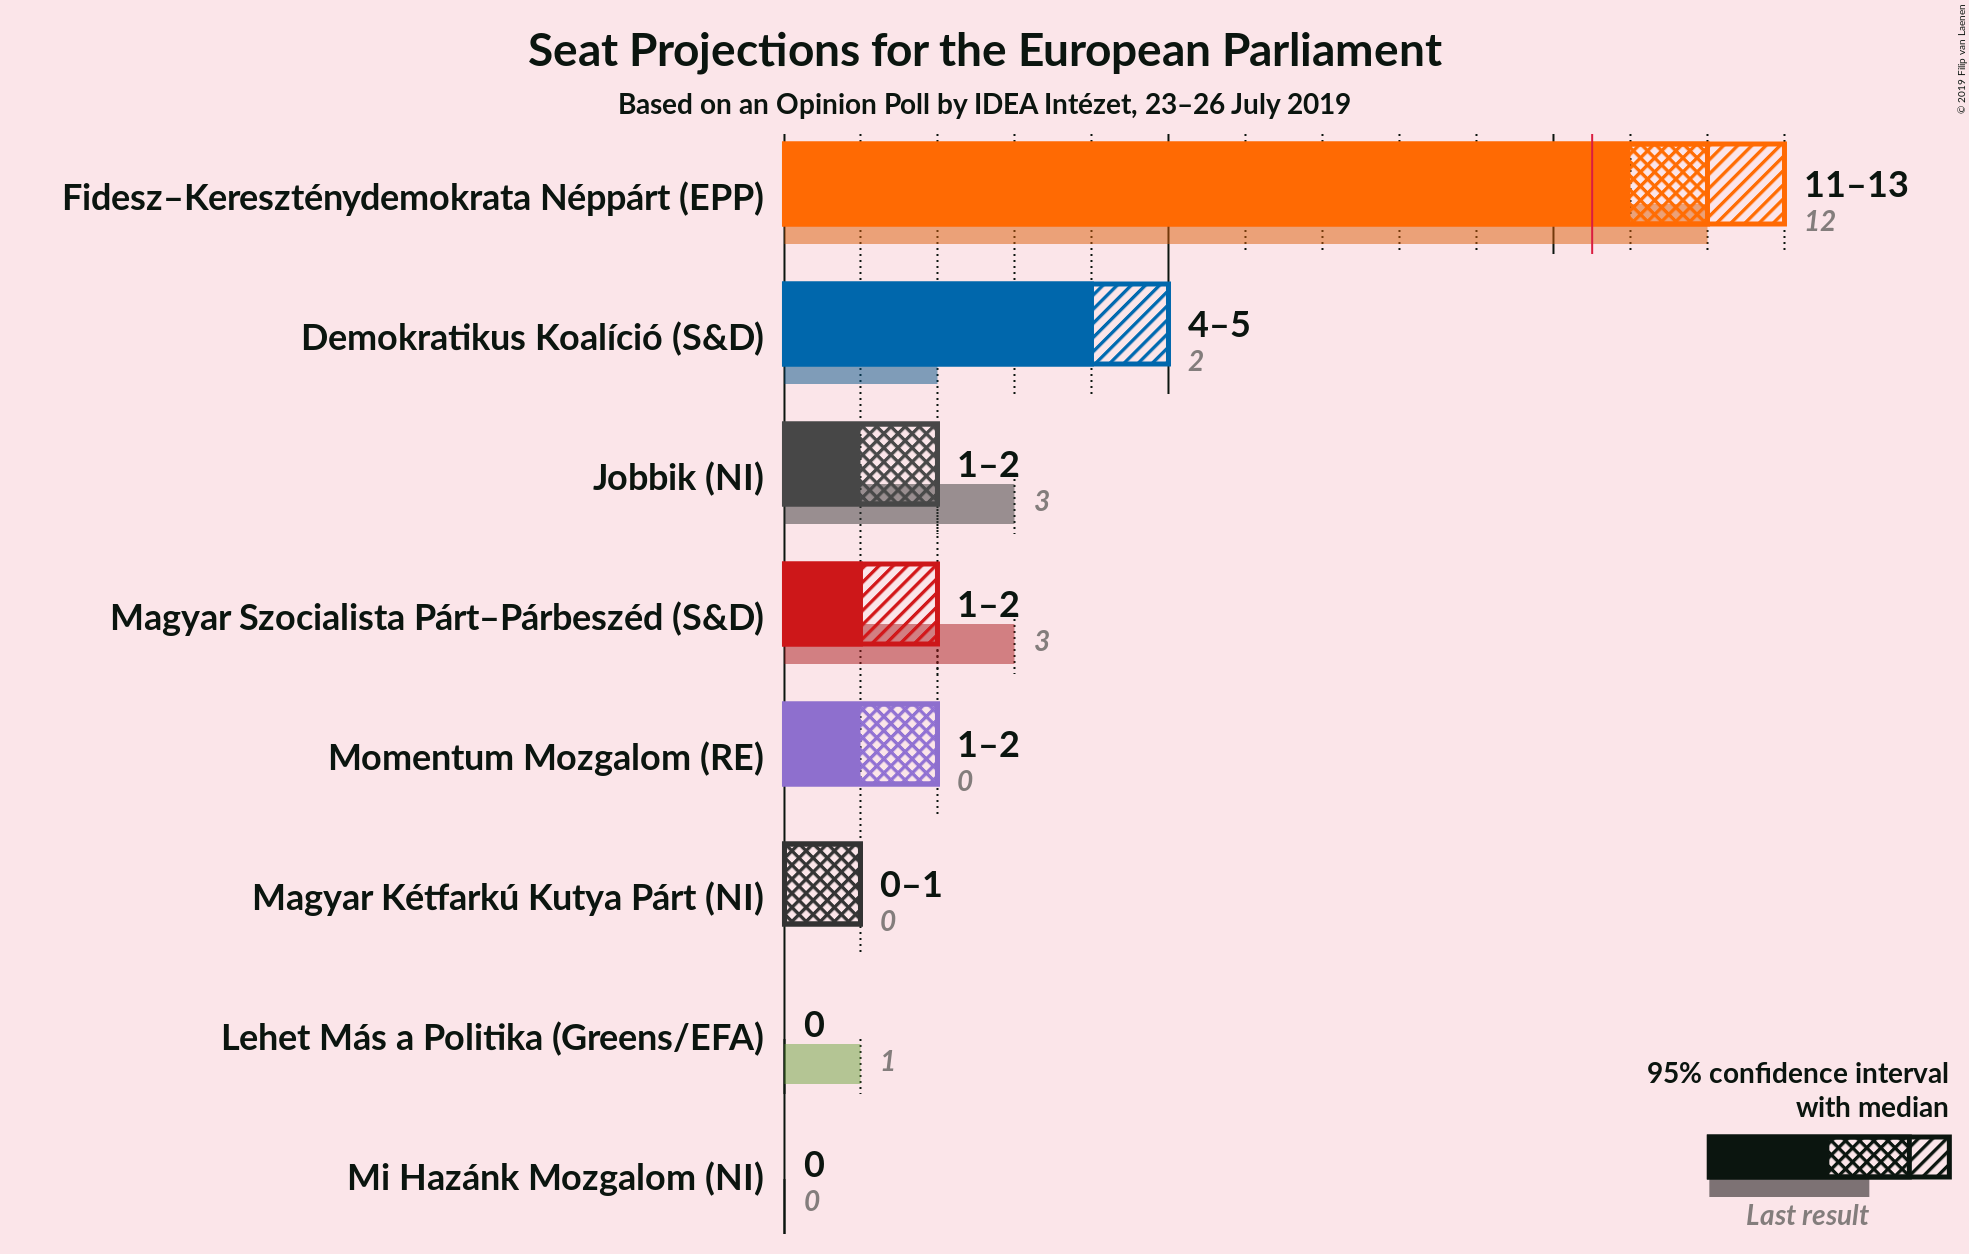 Seat Projections for the European Parliament
Based on an Opinion Poll by IDEA Intézet, 23–26 July 2019
© 2019 Filip van Laenen
Fidesz–Kereszténydemokrata Néppárt (EPP)
11–13
12
Demokratikus Koalíció (S&D)
4–5
2
Jobbik (NI)
1–2
3
Magyar Szocialista Párt–Párbeszéd (S&D)
1–2
3
Momentum Mozgalom (RE)
1–2
0
Magyar Kétfarkú Kutya Párt (NI)
0–1
0
Lehet Más a Politika (Greens/EFA)
0
1
Mi Hazánk Mozgalom (NI)
0
0
95% confidence interval
with median
Last result